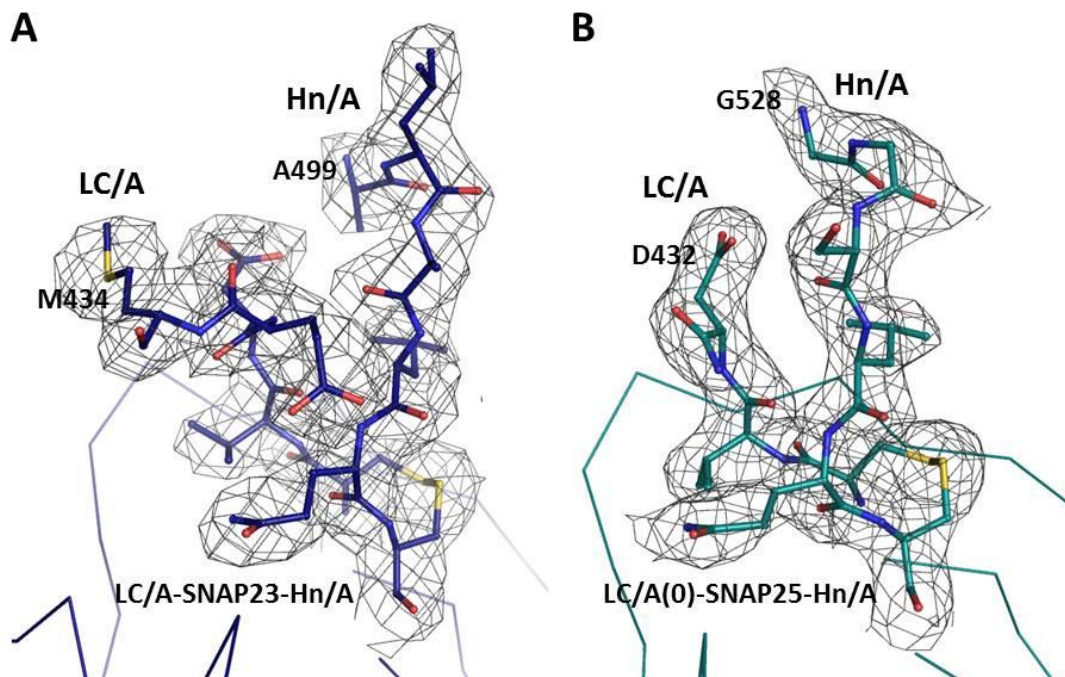 A
Hn/A
A499
LC/A
M434
LC/A-SNAP23-Hn/A
B
Hn/A
G528
LC/A
D432
LC/A(0)-SNAP25-Hn/A